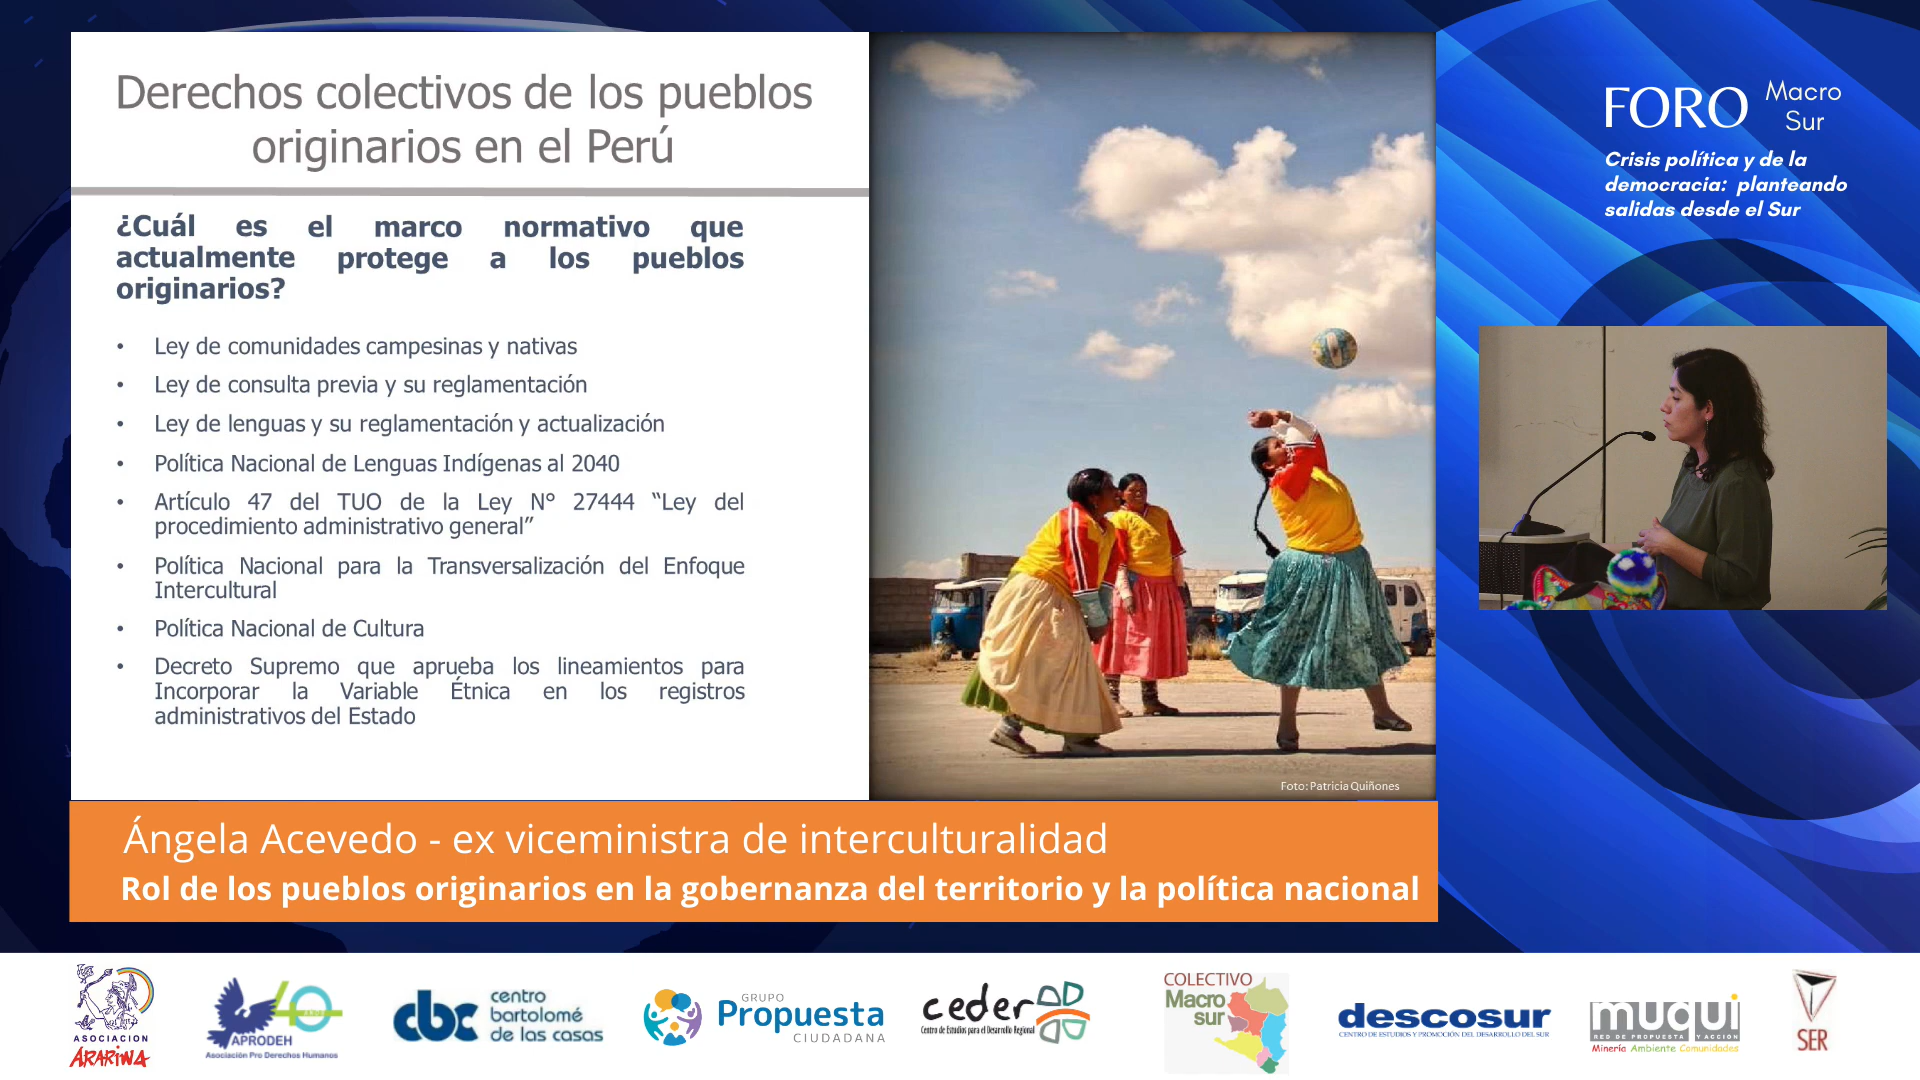 Derechos colectivos de los pueblos
originarios en el Perú
¿Cuál es el marco normativo que
actualmente protege a los pueblos
originarios?
• Ley de comunidades campesinas y nativas
• Ley de consulta previa y su reglamentación
• Ley de lenguas y su reglamentación y actualización
• Política Nacional de Lenguas Indígenas al 2040
• Artículo 47 del TUO de la Ley N° 27444 “Ley del
procedimiento administrativo general”
• Política Nacional para la Transversalización del Enfoque
Intercultural
• Política Nacional de Cultura
• Decreto Supremo que aprueba los lineamientos para
Incorporar la Variable Étnica en los registros
administrativos del Estado
Foto: Patricia Quiñones
FORO Macro
Sur
Crisis política y de la
democracia: planteando
salidas desde el Sur
Ángela Acevedo - ex viceministra de interculturalidad
Rol de los pueblos originarios en la gobernanza del territorio y la política nacional
ASOCIACION
ARARIWA
40
AÑOS
APRODEH
Asociación Pro Derechos Humanos
cbc
centro
bartolomé
de las casas
GRUPO
Propuesta
CIUDADANA
ceder
Centro de Estudios para el Desarrollo Regional
COLECTIVO
Macro
sur
descosur
CENTRO DE ESTUDIOS Y PROMOCIÓN DEL DESARROLLO DEL SUR
muqui
RED DE PROPUESTA Y ACCION
Minería Ambiente Comunidades
SER